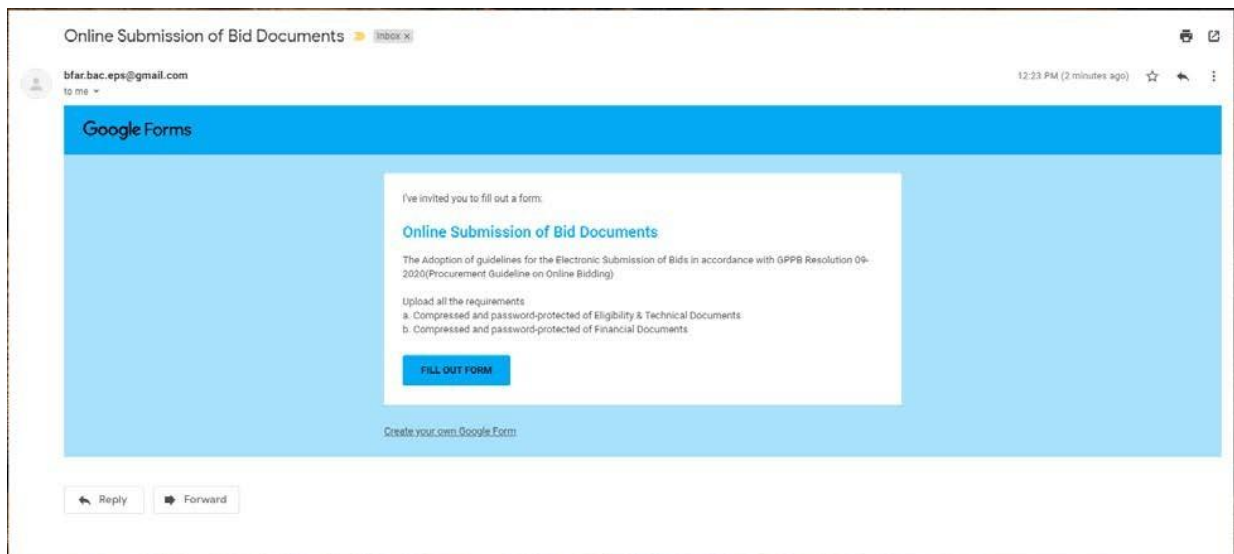 Online Submission of Bid Documents Inbox x
bfar.bac.eps@gmail.com 12:23 PM (2 minutes ago)
to me
Google Forms
I've invited you to fill out a form:
Online Submission of Bid Documents
The Adoption of guidelines for the Electronic Submission of Bids in accordance with GPPB Resolution 09-
2020(Procurement Guideline on Online Bidding)
Upload all the requirements
a. Compressed and password-protected of Eligibility & Technical Documents
b. Compressed and password-protected of Financial Documents
FILL OUT FORM
Create your own Google Form
Reply Forward